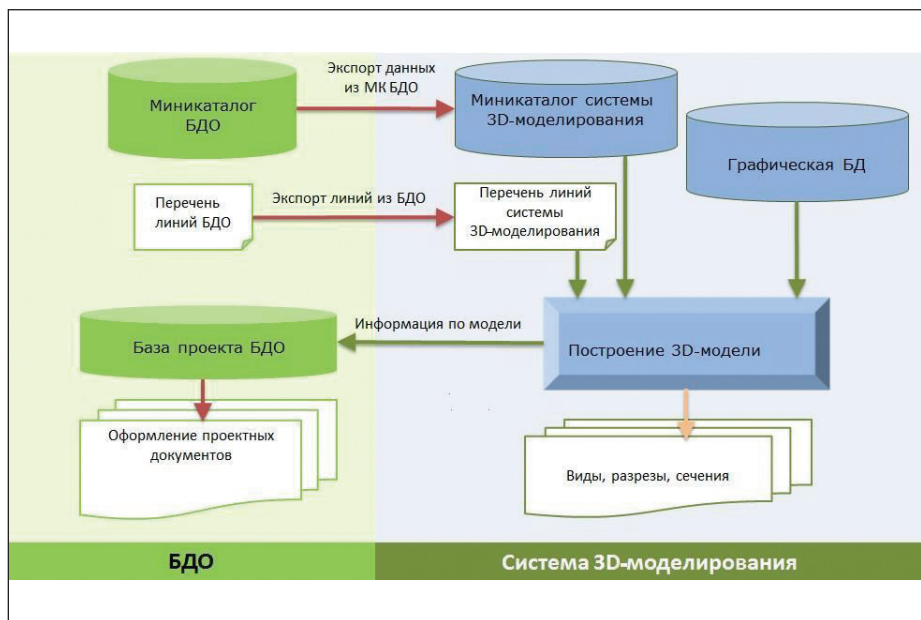 Экспорт данных
из МК БДО
Миникаталог
БДО
Миникаталог системы
3D-моделирования
Графическая БД
Перечень
линий БДО
Экспорт линий из БДО
Перечень линий
системы
3D-моделирования
Информация по модели
База проекта БДО
Построение 3D-модели
Оформление проектных
документов
Виды, разрезы, сечения
БДО
Система 3D-моделирования